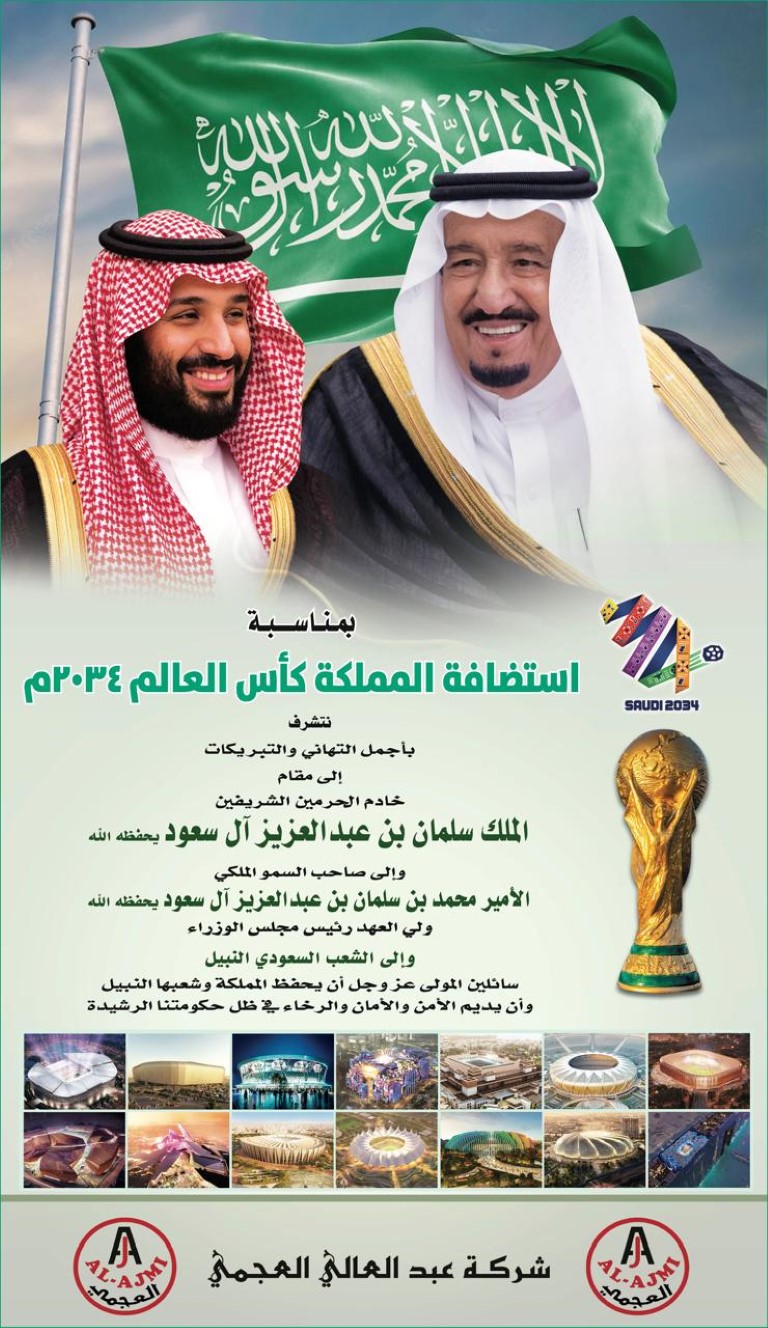 لا إله إلا الله محمد رسول الله
بمناسبة
استضافة المملكة كأس العالم ٢٠٣٤م
SAUDI 2034
نتشرف
بأجمل التهاني والتبريكات
إلى مقام
خادم الحرمين الشريفين
الملك سلمان بن عبدالعزيز آل سعود يحفظه الله
وإلى صاحب السمو الملكي
الأمير محمد بن سلمان بن عبدالعزيز آل سعود يحفظه الله
ولي العهد رئيس مجلس الوزراء
وإلى الشعب السعودي النبيل
سائلين المولى عز وجل أن يحفظ المملكة وشعبها النبيل
وأن يديم الأمن والأمان والرخاء في ظل حكومتنا الرشيدة
AL-AJMI
العجمي
شركة عبد العالي العجمي
AL-AJMI
العجمي